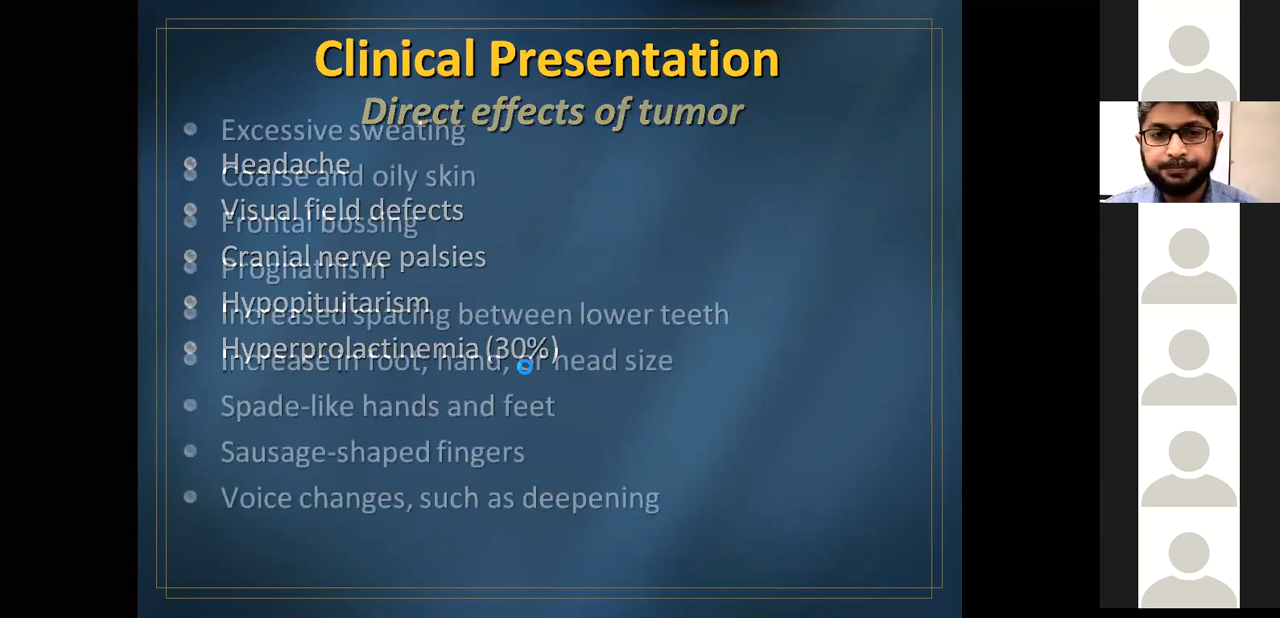 Clinical Presentation
Direct effects of tumor
Excessive sweating
Headache
Coarse and oily skin
Visual field defects
Frontal bossing
Cranial nerve palsies
Prognathism
Hypopituitarism
Increased spacing between lower teeth
Hyperprolactinemia (30%)
Increase in foot, hand, or head size
Spade-like hands and feet
Sausage-shaped fingers
Voice changes, such as deepening